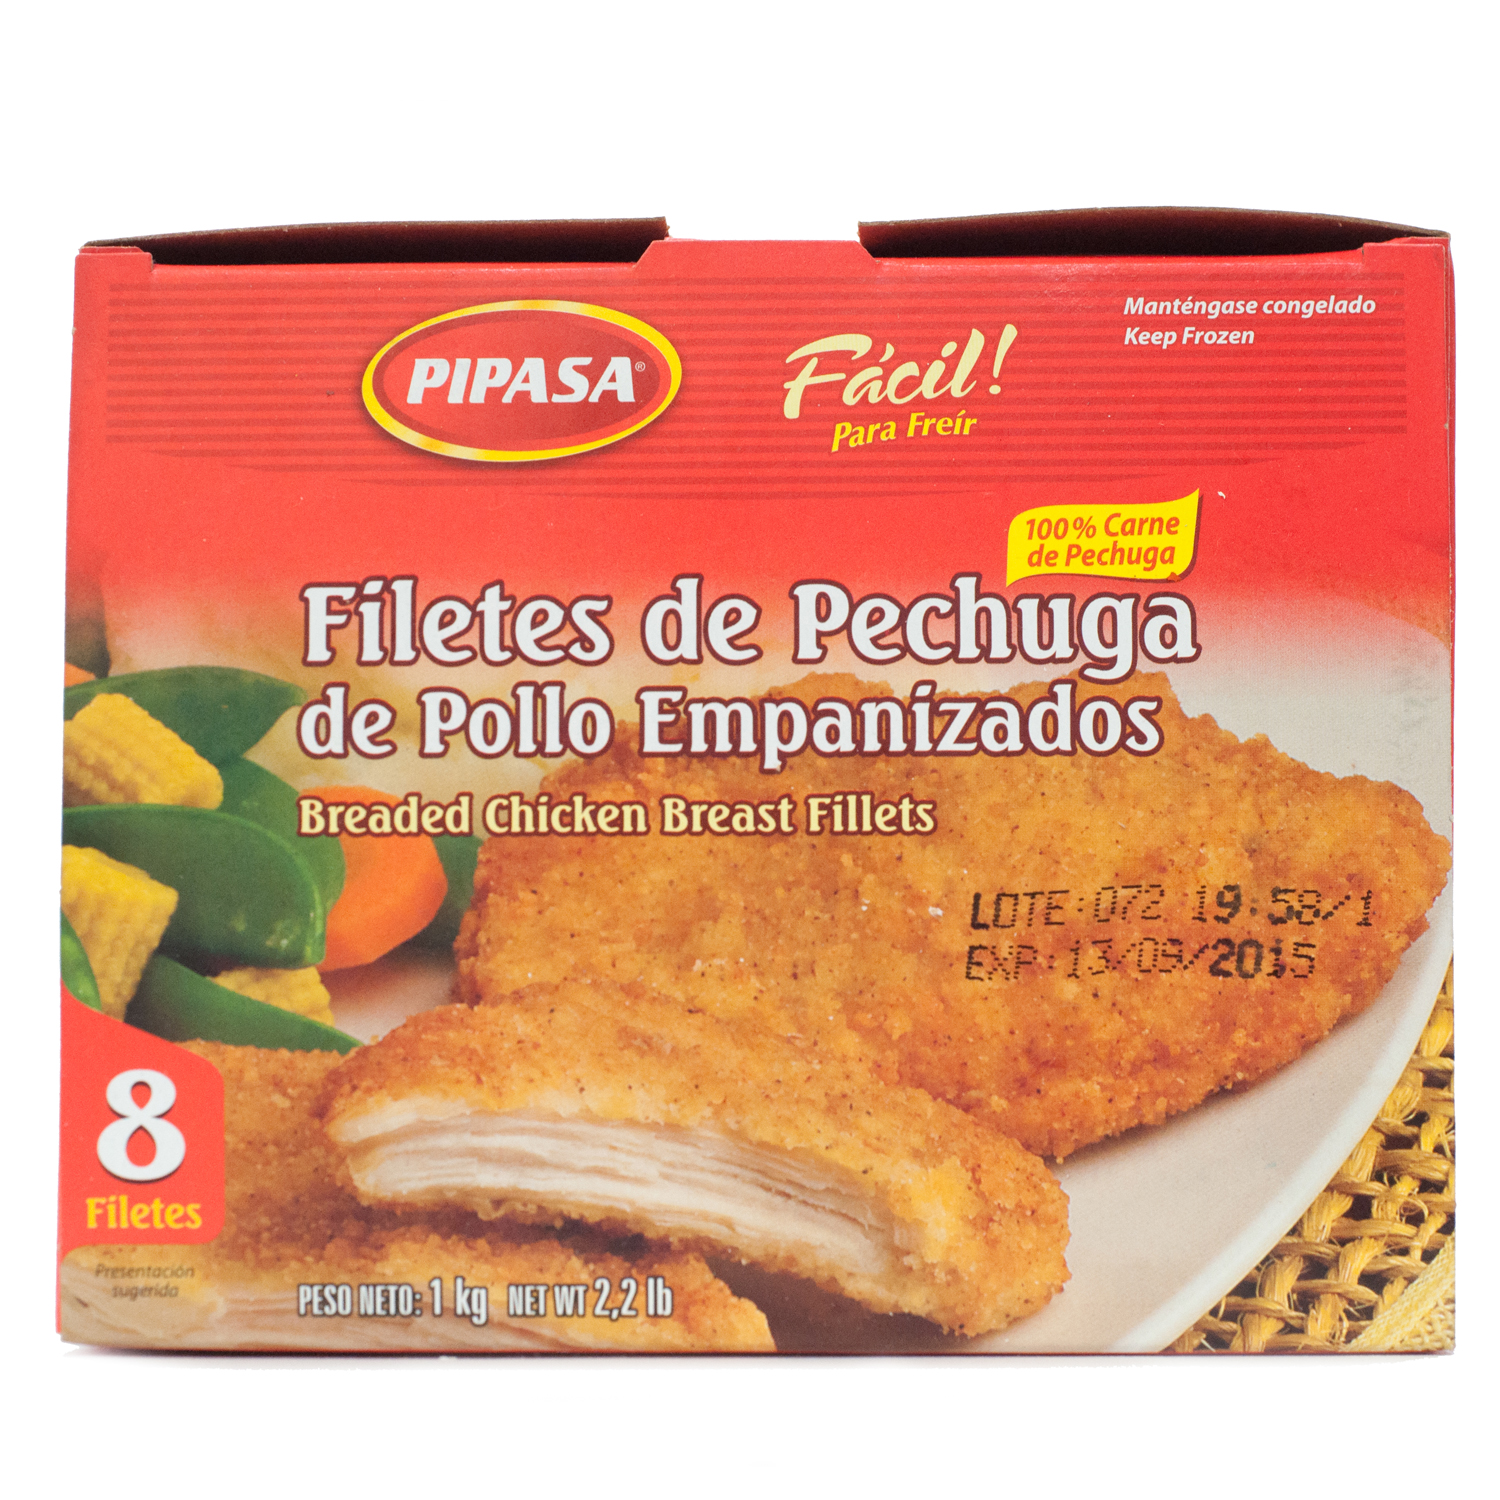 PIPASA®
Fácil!
Para Freír
Manténgase congelado
Keep Frozen
100% Carne
de Pechuga
Filetes de Pechuga
de Pollo Empanizados
Breaded Chicken Breast Fillets
LOTE:072 19:58/1
EXP:13/09/2015
8
Filetes
Presentación
sugerida
PESO NETO: 1 kg NET WT 2,2 lb